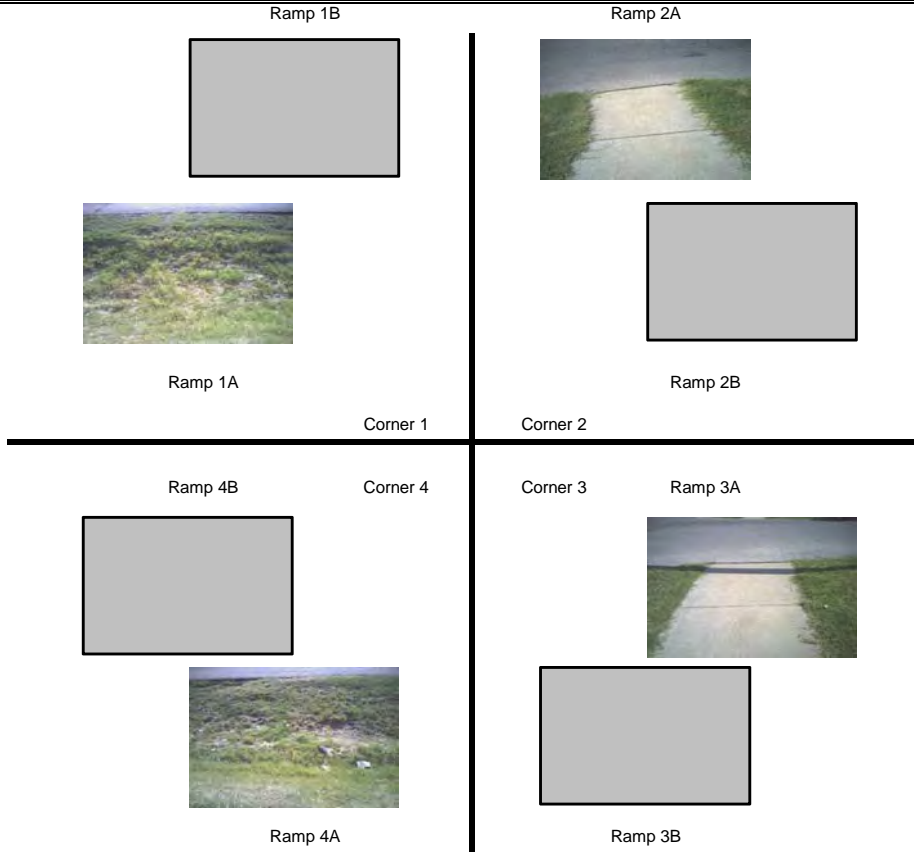 Ramp 1B
Ramp 2A
Ramp 1A
Ramp 2B
Corner 1
Corner 2
Ramp 4B
Corner 4
Corner 3
Ramp 3A
Ramp 4A
Ramp 3B